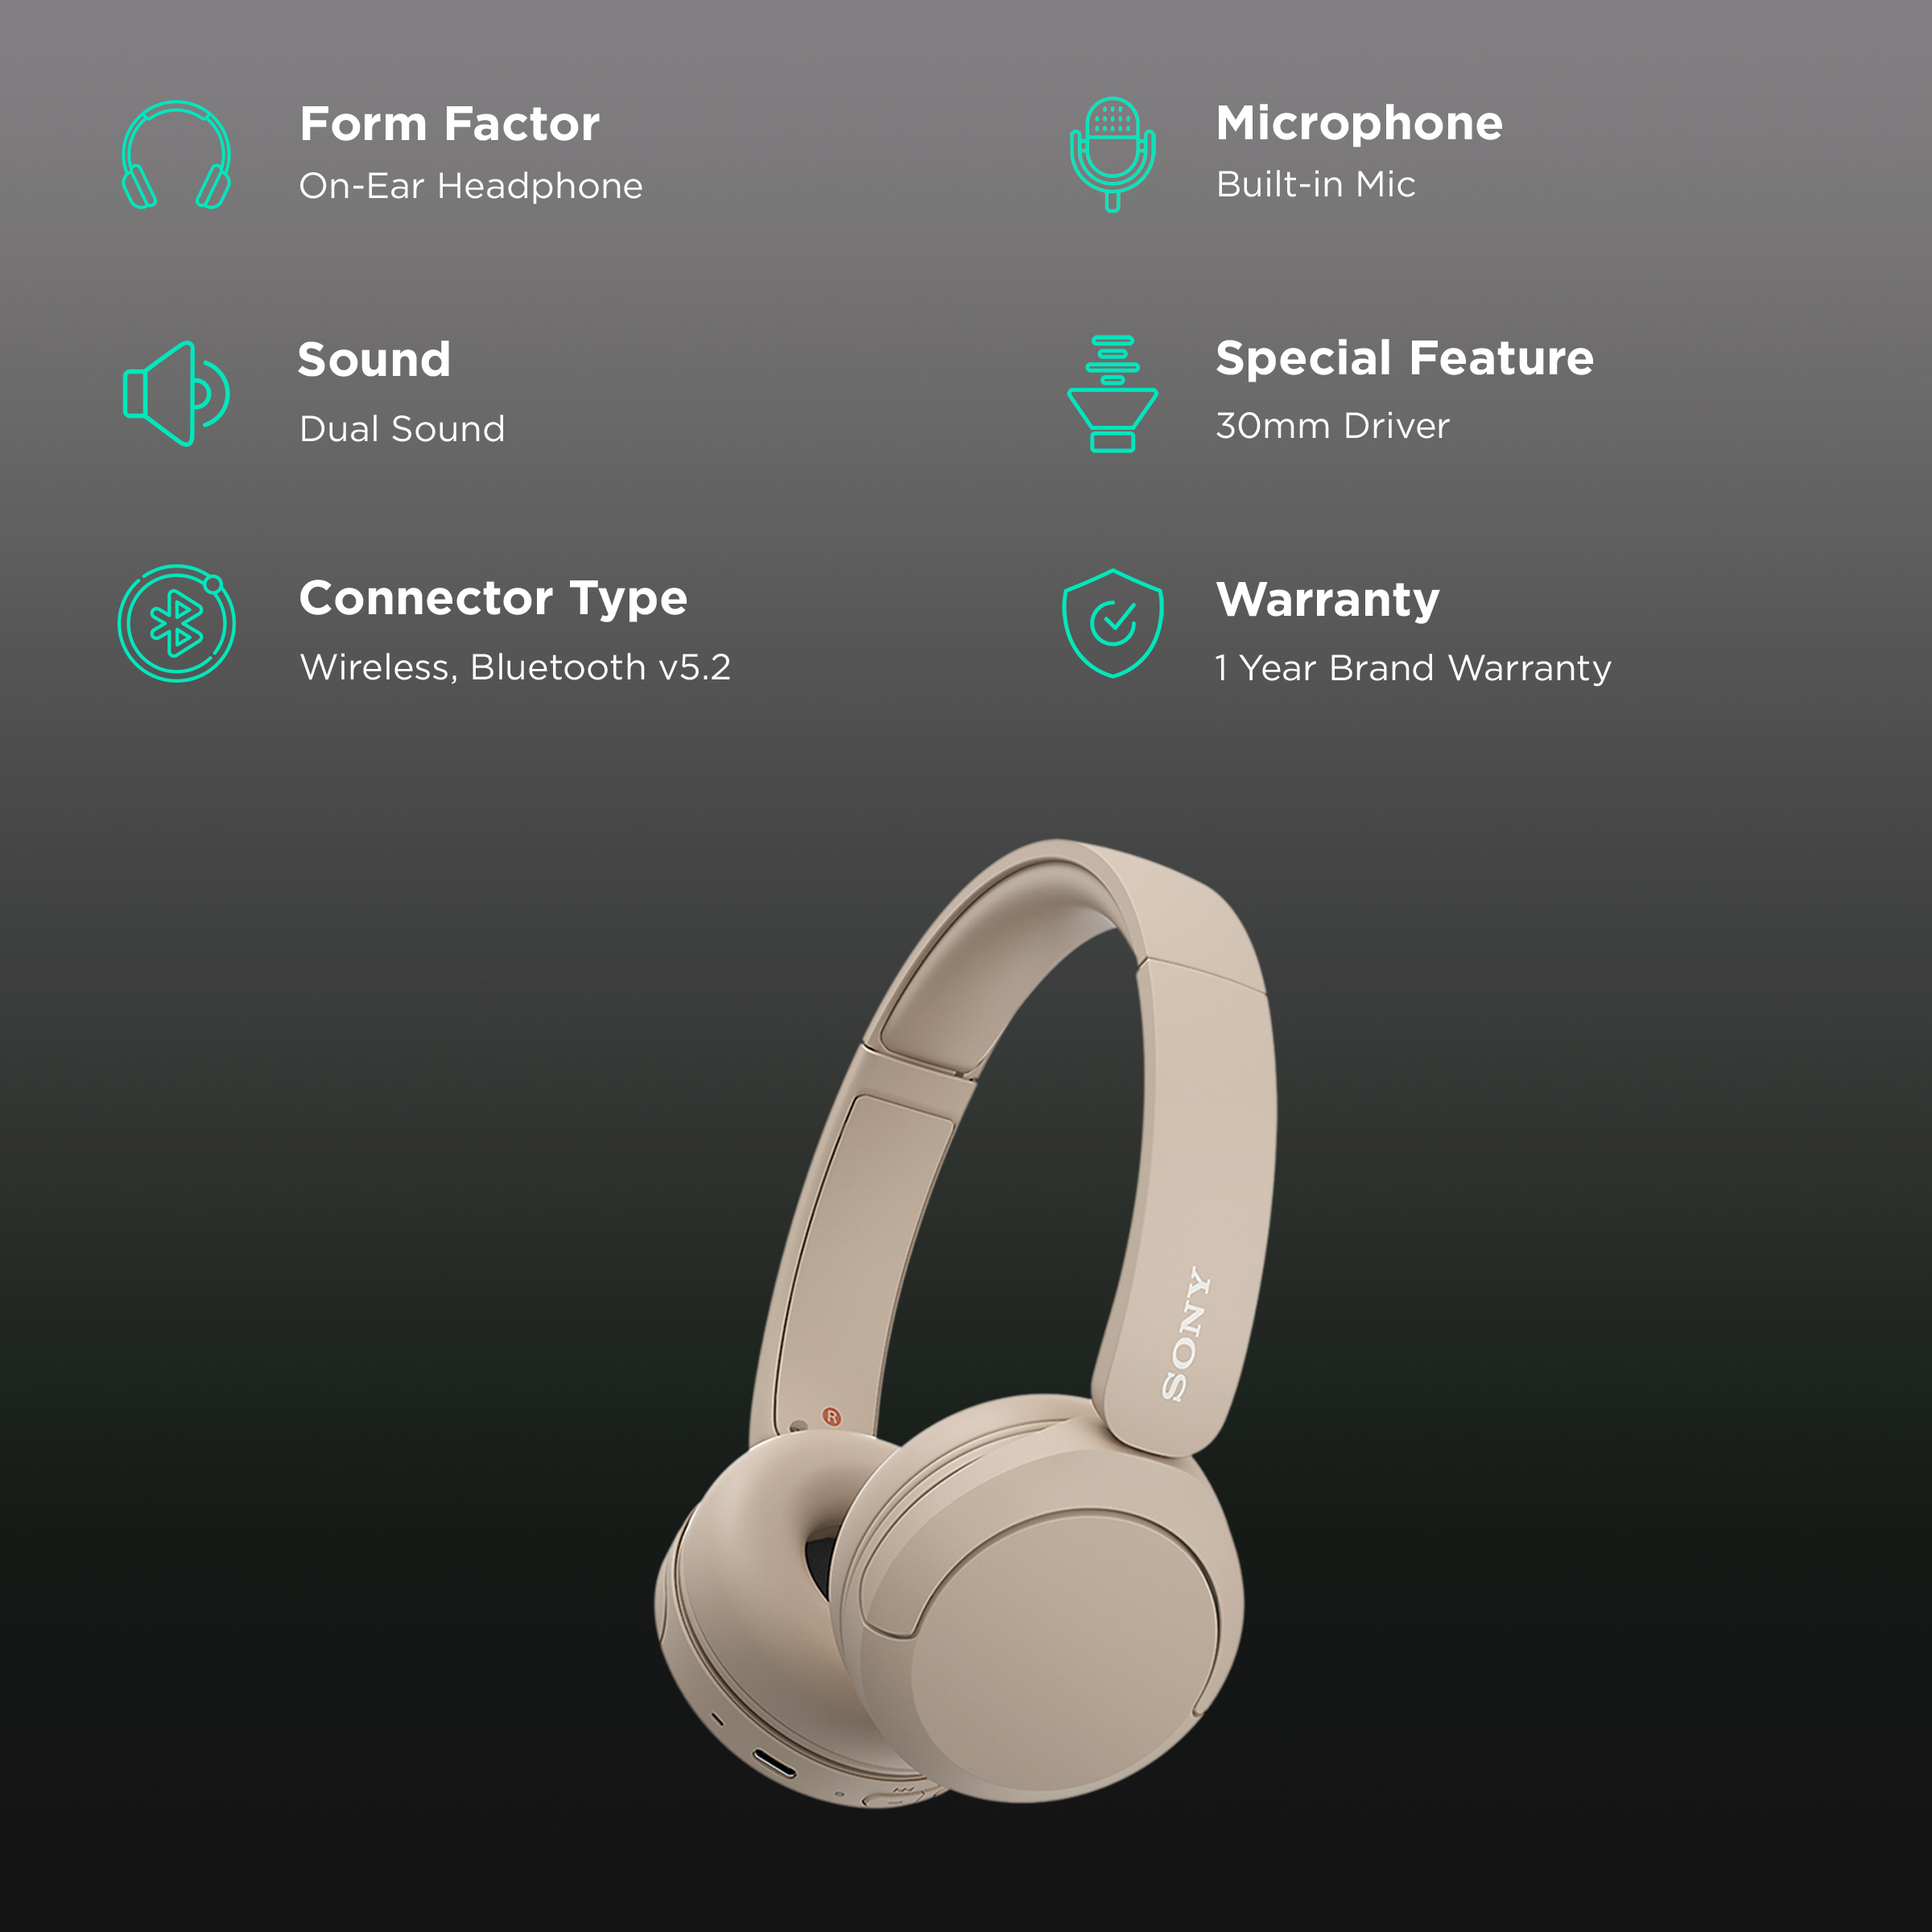 Form Factor
On-Ear Headphone
Microphone
Built-in Mic
Sound
Dual Sound
Special Feature
30mm Driver
Connector Type
Wireless, Bluetooth v5.2
Warranty
1 Year Brand Warranty
SONY
R